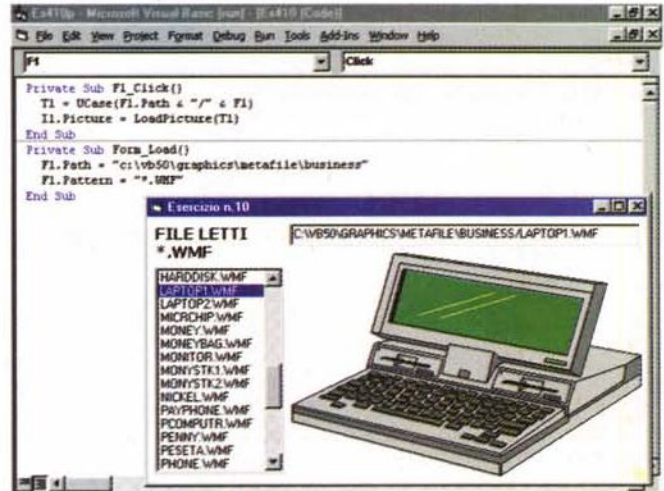 Es410p - Microsoft Visual Basic [run] - [Es410 (Code)]
File Edit View Project Format Debug Run Tools Add-Ins Window Help
F1 Click
Private Sub F1_Click()
T1 = UCase(F1.Path & "/" & F1)
I1.Picture = LoadPicture(T1)
End Sub
Private Sub Form_Load()
F1.Path = "c:\vb50\graphics\metafile\business"
F1.Pattern = "*.WMF"
End Sub
Esercizio n.10
FILE LETTI
*.WMF
C:\VB50\GRAPHICS\METAFILE\BUSINESS/LAPTOP1.WMF
HARDDISK.WMF
LAPTOP1.WMF
LAPTOP2.WMF
MICRCHIP.WMF
MONEY.WMF
MONEYBAG.WMF
MONITOR.WMF
MONYSTK1.WMF
MONYSTK2.WMF
NICKEL.WMF
PAYPHONE.WMF
PCOMPUTR.WMF
PENNY.WMF
PESETA.WMF
PHONE.WMF